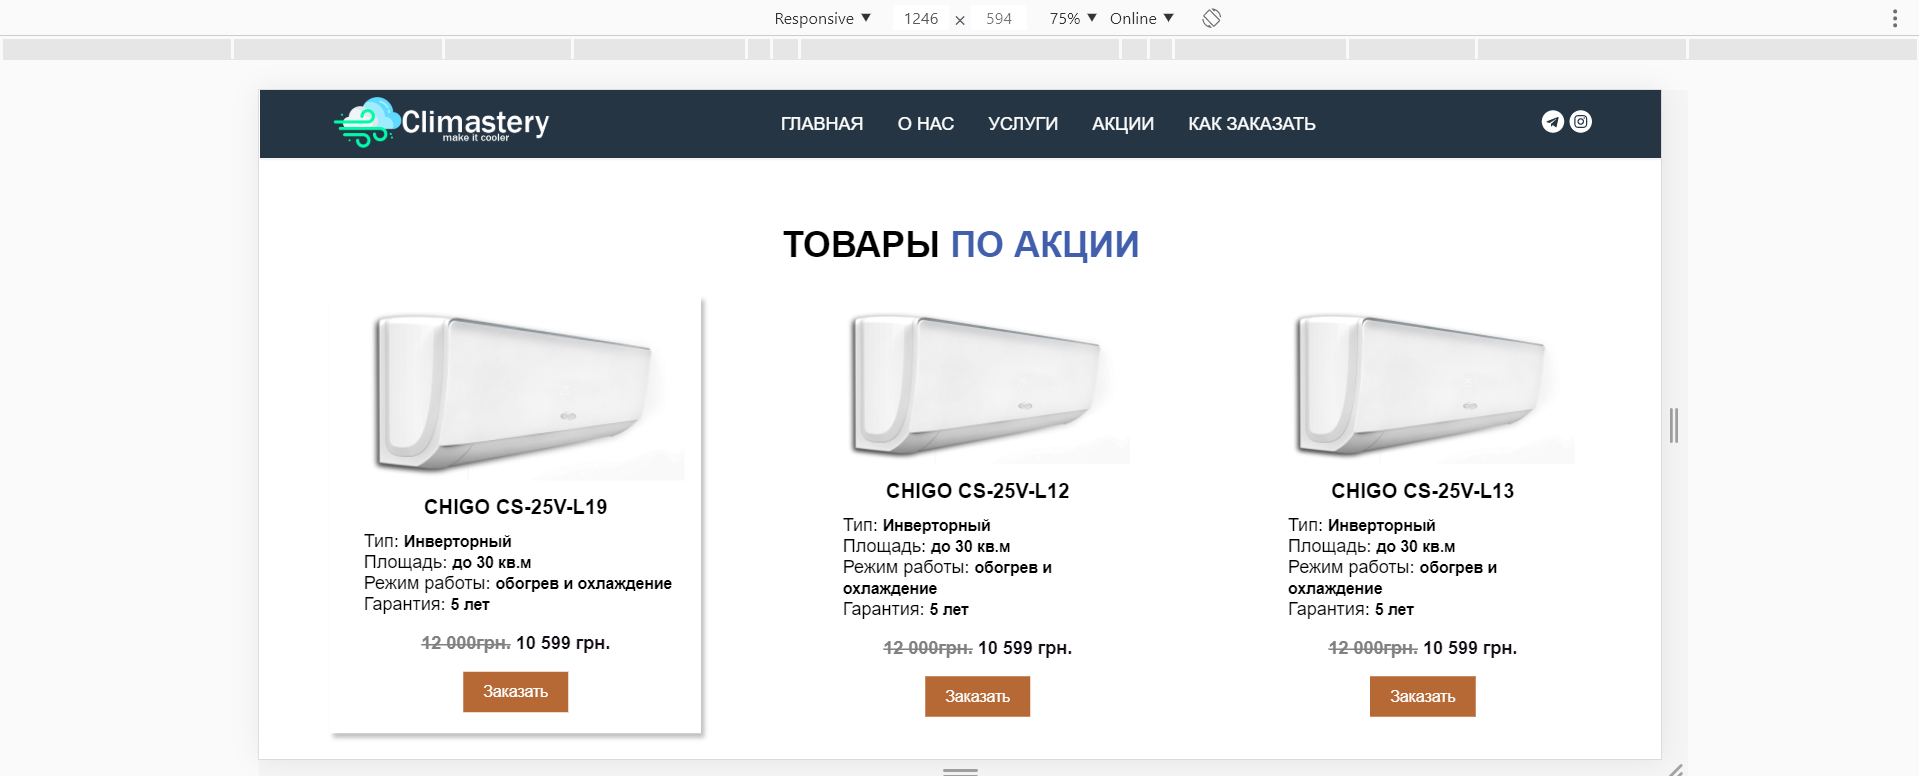 Responsive ▼ 1246 × 594 75% ▼ Online ▼
Climastery
make it cooler
ГЛАВНАЯ О НАС УСЛУГИ АКЦИИ КАК ЗАКАЗАТЬ
ТОВАРЫ ПО АКЦИИ
CHIGO CS-25V-L19
Тип: Инверторный
Площадь: до 30 кв.м
Режим работы: обогрев и охлаждение
Гарантия: 5 лет
12 000грн. 10 599 грн.
Заказать
CHIGO CS-25V-L12
Тип: Инверторный
Площадь: до 30 кв.м
Режим работы: обогрев и
охлаждение
Гарантия: 5 лет
12 000грн. 10 599 грн.
Заказать
CHIGO CS-25V-L13
Тип: Инверторный
Площадь: до 30 кв.м
Режим работы: обогрев и
охлаждение
Гарантия: 5 лет
12 000грн. 10 599 грн.
Заказать